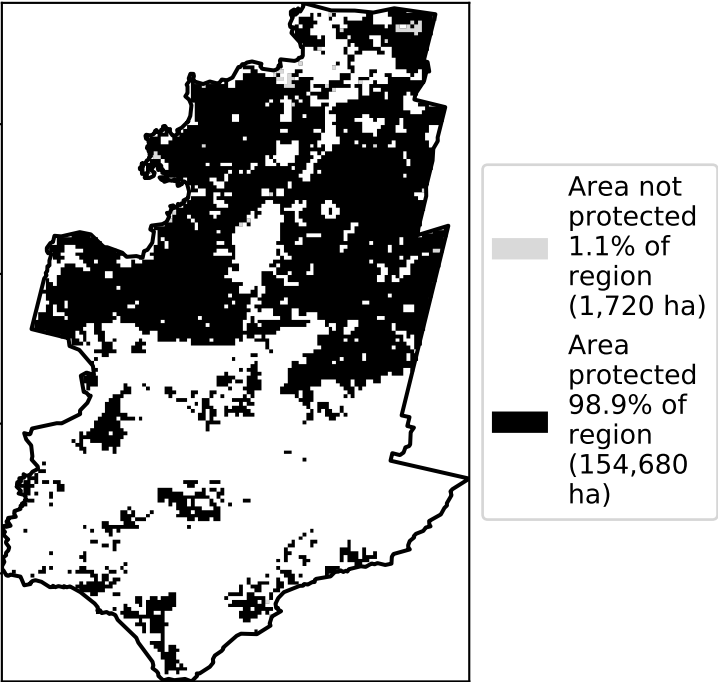 Area not
protected
1.1% of
region
(1,720 ha)
Area
protected
98.9% of
region
(154,680
ha)